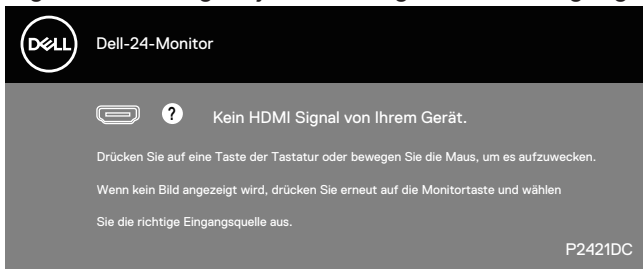 DELL Dell-24-Monitor
? Kein HDMI Signal von Ihrem Gerät.
Drücken Sie auf eine Taste der Tastatur oder bewegen Sie die Maus, um es aufzuwecken.
Wenn kein Bild angezeigt wird, drücken Sie erneut auf die Monitortaste und wählen
Sie die richtige Eingangsquelle aus.
P2421DC